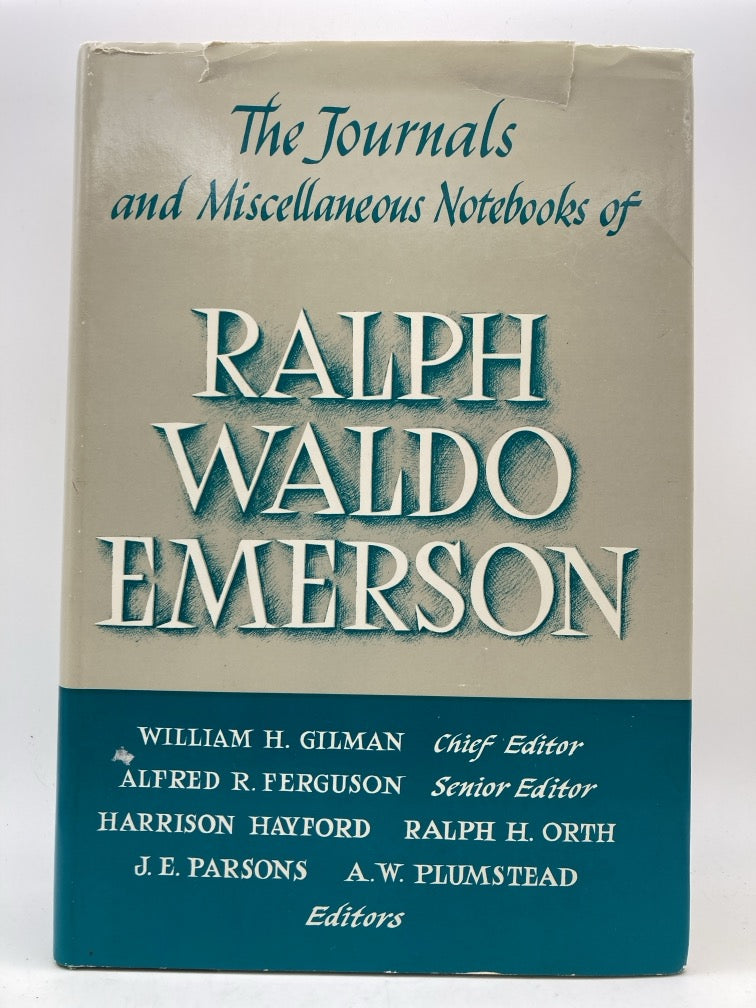 The Journals
and Miscellaneous Notebooks of
RALPH
WALDO
EMERSON
WILLIAM H. GILMAN Chief Editor
ALFRED R. FERGUSON Senior Editor
HARRISON HAYFORD RALPH H. ORTH
J. E. PARSONS A. W. PLUMSTEAD
Editors